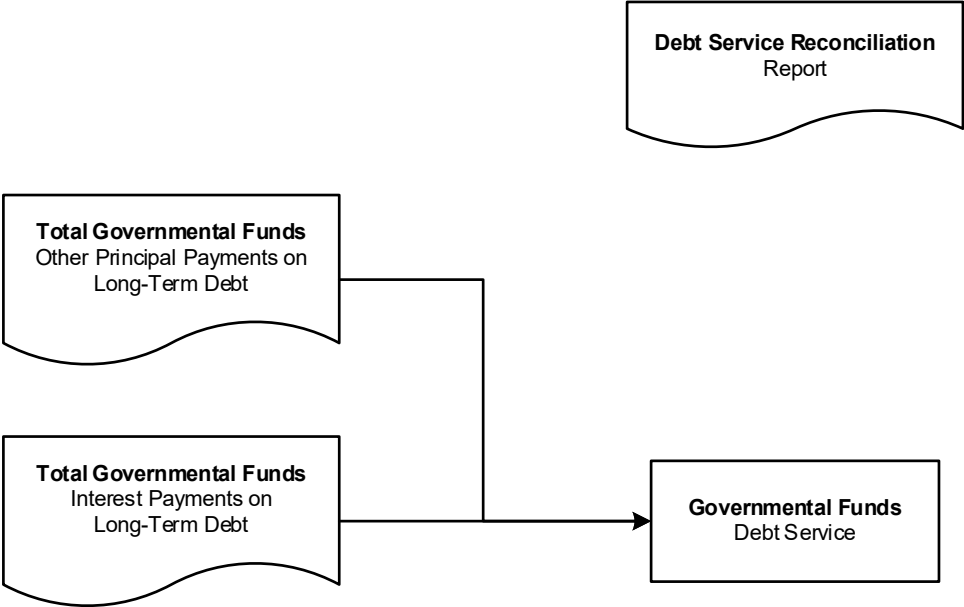 Debt Service Reconciliation
Report
Total Governmental Funds
Other Principal Payments on
Long-Term Debt
Total Governmental Funds
Interest Payments on
Long-Term Debt
Governmental Funds
Debt Service